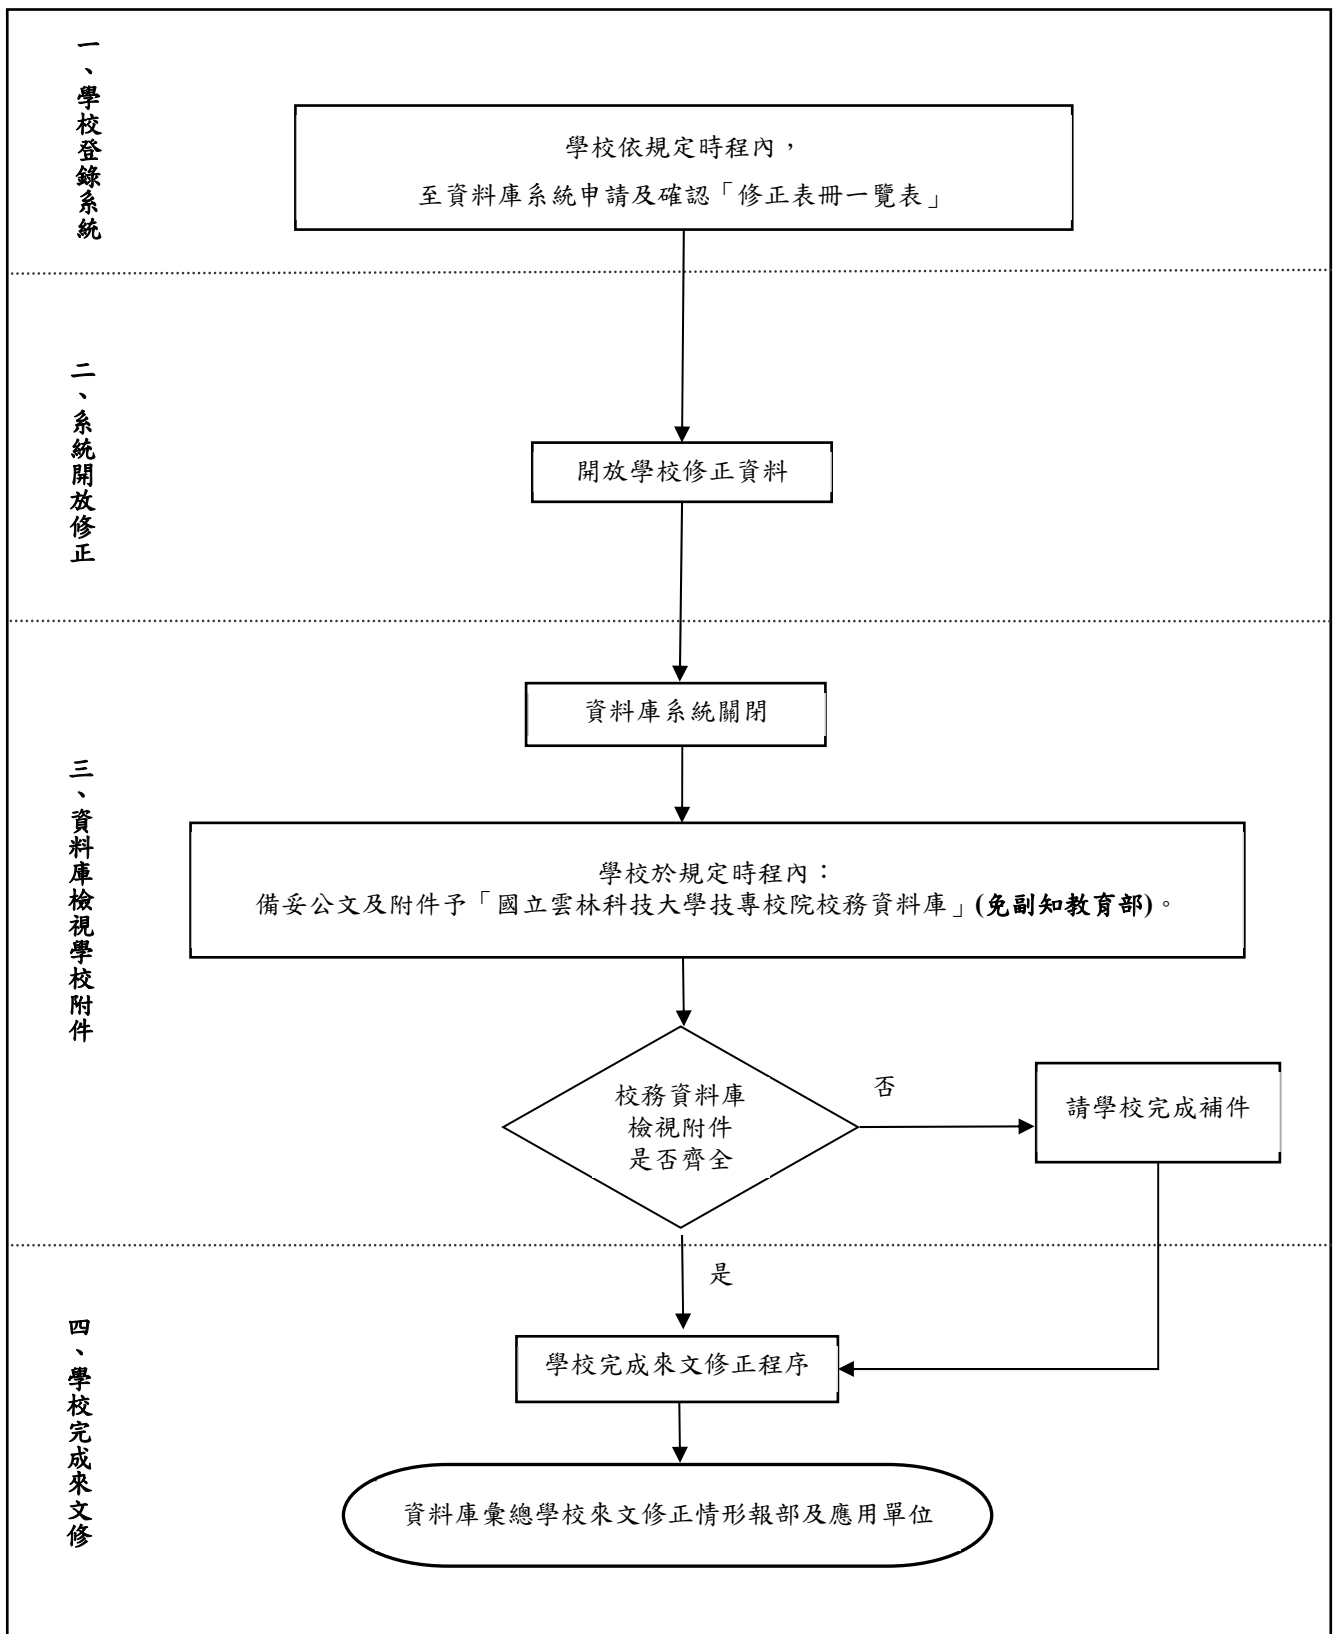 一、學校登錄系統
學校依規定時程內，
至資料庫系統申請及確認「修正表冊一覽表」
二、系統開放修正
開放學校修正資料
三、資料庫檢視學校附件
資料庫系統關閉
學校於規定時程內：
備妥公文及附件予「國立雲林科技大學技專校院校務資料庫」(免副知教育部)。
校務資料庫
檢視附件
是否齊全
否
請學校完成補件
是
四、學校完成來文修
學校完成來文修正程序
資料庫彙總學校來文修正情形報部及應用單位